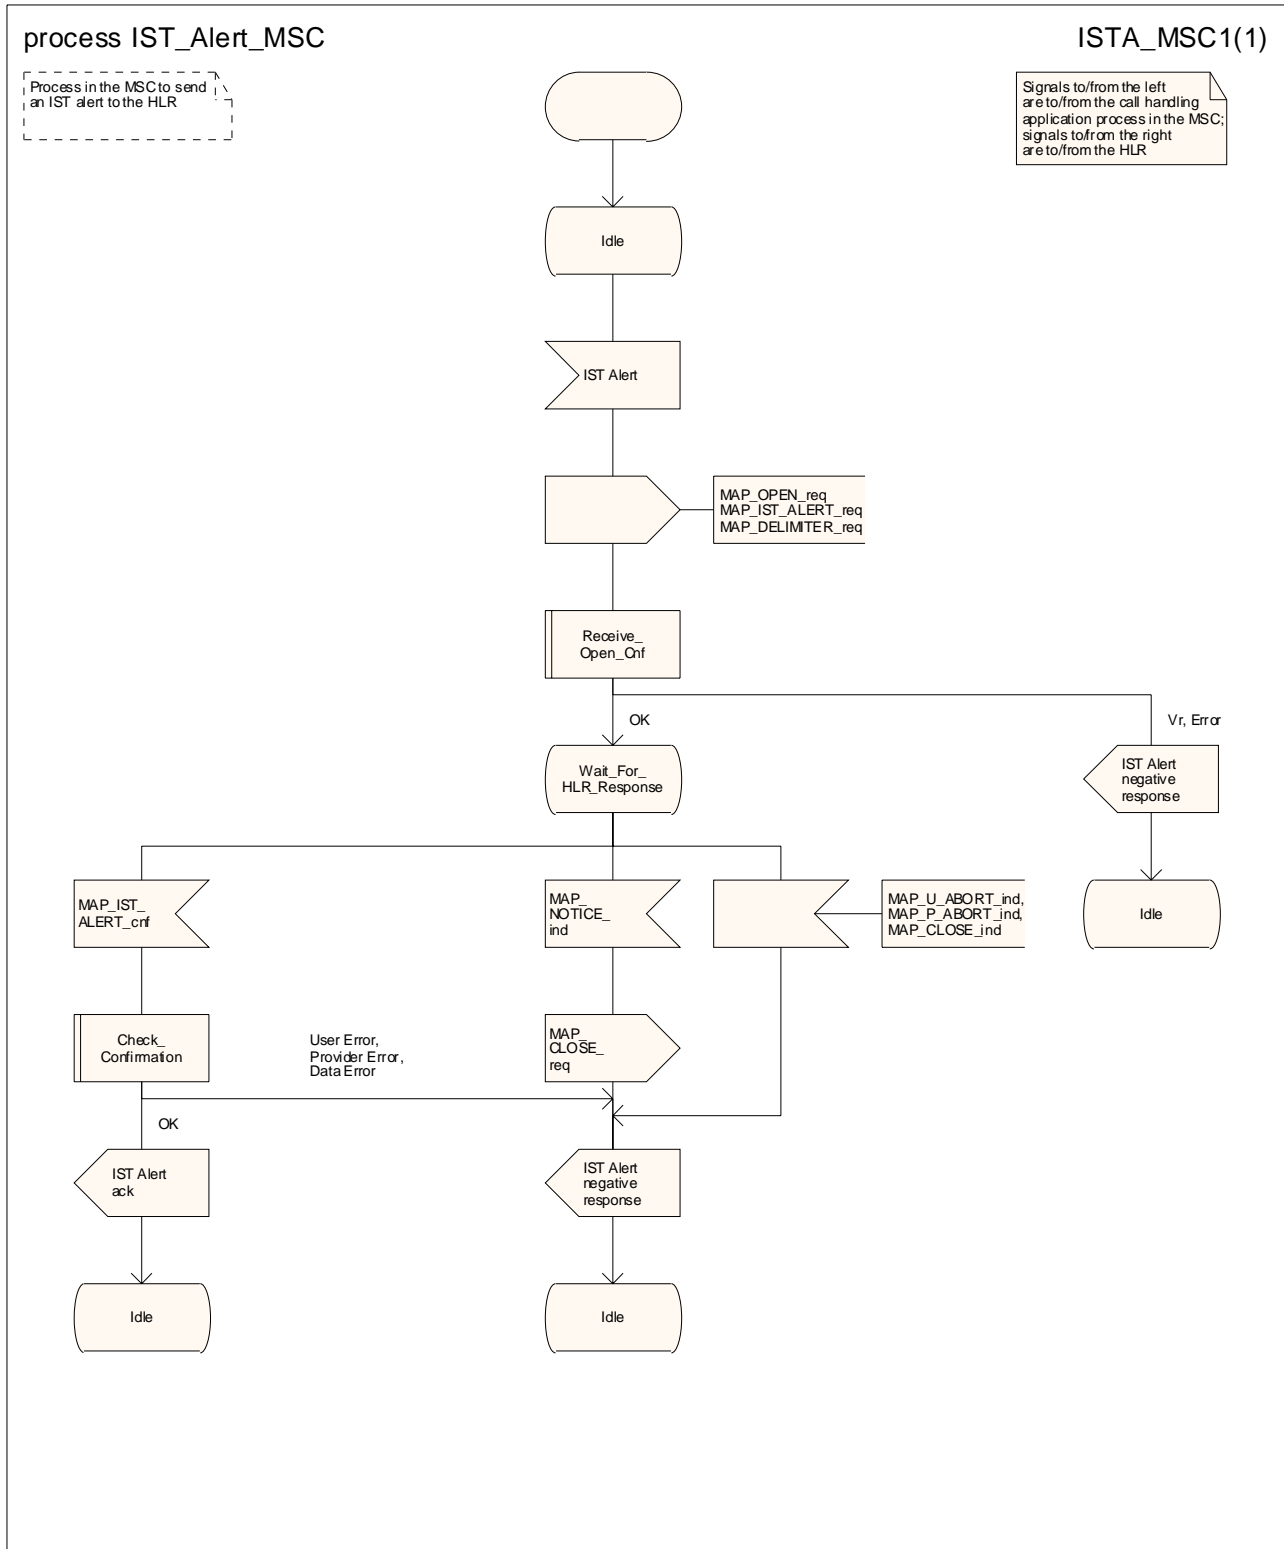 process IST_Alert_MSC
ISTA_MSC1(1)
Process in the MSC to send
an IST alert to the HLR
Signals to/from the left
are to/from the call handling
application process in the MSC;
signals to/from the right
are to/from the HLR
Idle
IST Alert
MAP_OPEN_req
MAP_IST_ALERT_req
MAP_DELIMITER_req
Receive_
Open_Cnf
OK
Vr, Error
Wait_For_
HLR_Response
IST Alert
negative
response
MAP_IST_
ALERT_cnf
MAP_
NOTICE_
ind
MAP_U_ABORT_ind,
MAP_P_ABORT_ind,
MAP_CLOSE_ind
Idle
Check_
Confirmation
User Error,
Provider Error,
Data Error
MAP_
CLOSE_
req
OK
IST Alert
ack
IST Alert
negative
response
Idle
Idle